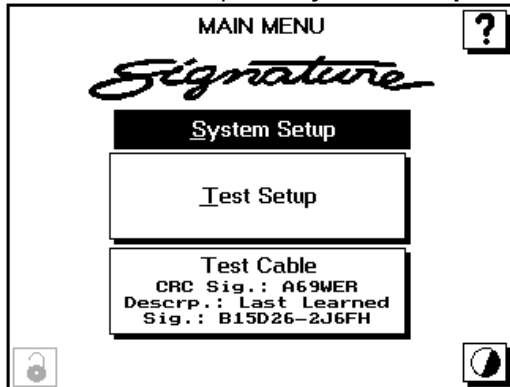 MAIN MENU
?
Signature
System Setup
Test Setup
Test Cable
CRC Sig.: A69WER
Descrp.: Last Learned
Sig.: B15D26-2J6FH